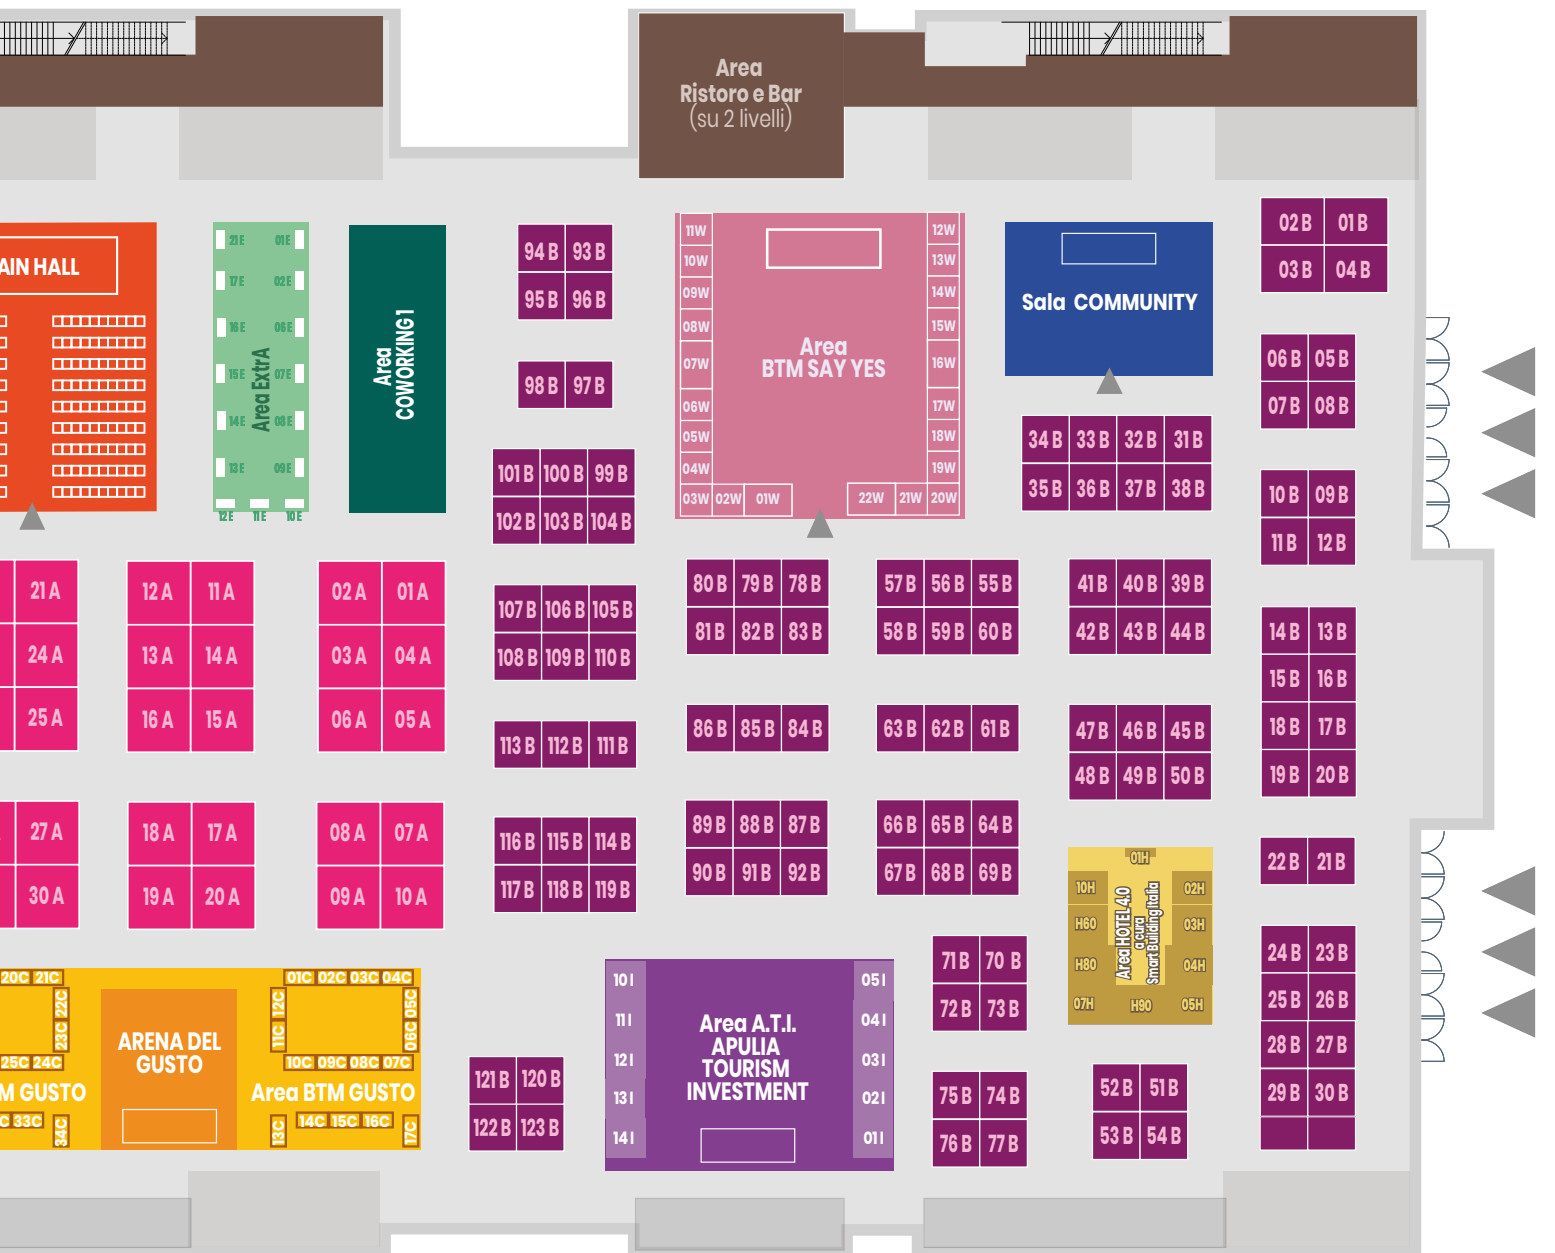 Area
Ristoro e Bar
(su 2 livelli)
AIN HALL
21E 01E
17E 02E
16E 06E
15E 07E
14E 08E
13E 09E
12E 11E 10E
Area ExtrA
Area
COWORKING 1
94 B 93 B
95 B 96 B
98 B 97 B
101 B 100 B 99 B
102 B 103 B 104 B
107 B 106 B 105 B
108 B 109 B 110 B
113 B 112 B 111 B
116 B 115 B 114 B
117 B 118 B 119 B
121 B 120 B
122 B 123 B
11W 12W
10W 13W
09W 14W
08W 15W
07W 16W
06W 17W
05W 18W
04W 19W
03W 02W 01W 22W 21W 20W
Area
BTM SAY YES
Sala COMMUNITY
02 B 01 B
03 B 04 B
06 B 05 B
07 B 08 B
10 B 09 B
11 B 12 B
14 B 13 B
15 B 16 B
18 B 17 B
19 B 20 B
22 B 21 B
24 B 23 B
25 B 26 B
28 B 27 B
29 B 30 B
34 B 33 B 32 B 31 B
35 B 36 B 37 B 38 B
41 B 40 B 39 B
42 B 43 B 44 B
47 B 46 B 45 B
48 B 49 B 50 B
52 B 51 B
53 B 54 B
57 B 56 B 55 B
58 B 59 B 60 B
63 B 62 B 61 B
66 B 65 B 64 B
67 B 68 B 69 B
71 B 70 B
72 B 73 B
75 B 74 B
76 B 77 B
80 B 79 B 78 B
81 B 82 B 83 B
86 B 85 B 84 B
89 B 88 B 87 B
90 B 91 B 92 B
21 A
24 A
25 A
27 A
30 A
12 A 11 A
13 A 14 A
16 A 15 A
18 A 17 A
19 A 20 A
02 A 01 A
03 A 04 A
06 A 05 A
08 A 07 A
09 A 10 A
01H
10H 02H
H60 03H
H80 04H
07H H90 05H
Area HOTEL 4.0
a cura
Smart Building Italia
20C 21C
22C
23C
25C 24C
M GUSTO
C 33C
34C
ARENA DEL
GUSTO
01C 02C 03C 04C
12C 05C
11C 06C
10C 09C 08C 07C
Area BTM GUSTO
14C 15C 16C
13C 17C
10 I 05 I
11 I 04 I
12 I 03 I
13 I 02 I
14 I 01 I
Area A.T.I.
APULIA
TOURISM
INVESTMENT